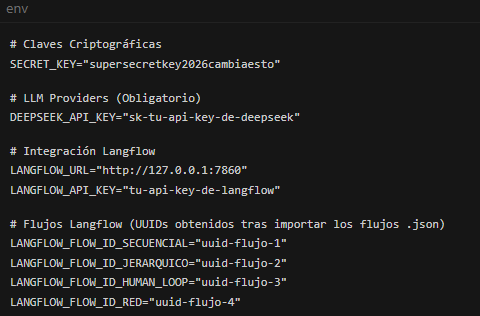 env
# Claves Criptográficas
SECRET_KEY="supersecretkey2026cambiaesto"
# LLM Providers (Obligatorio)
DEEPSEEK_API_KEY="sk-tu-api-key-de-deepseek"
# Integración Langflow
LANGFLOW_URL="http://127.0.0.1:7860"
LANGFLOW_API_KEY="tu-api-key-de-langflow"
# Flujos Langflow (UUIDs obtenidos tras importar los flujos .json)
LANGFLOW_FLOW_ID_SECUENCIAL="uuid-flujo-1"
LANGFLOW_FLOW_ID_JERARQUICO="uuid-flujo-2"
LANGFLOW_FLOW_ID_HUMAN_LOOP="uuid-flujo-3"
LANGFLOW_FLOW_ID_RED="uuid-flujo-4"